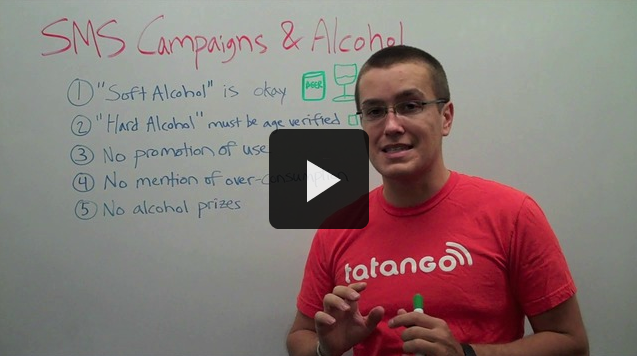 SMS Campaigns & Alcohol
1 "Soft Alcohol" is okay
BEER
2 "Hard Alcohol" must be age verified
3 No promotion of use
4 No mention of over-consumption
5 No alcohol prizes
tatango